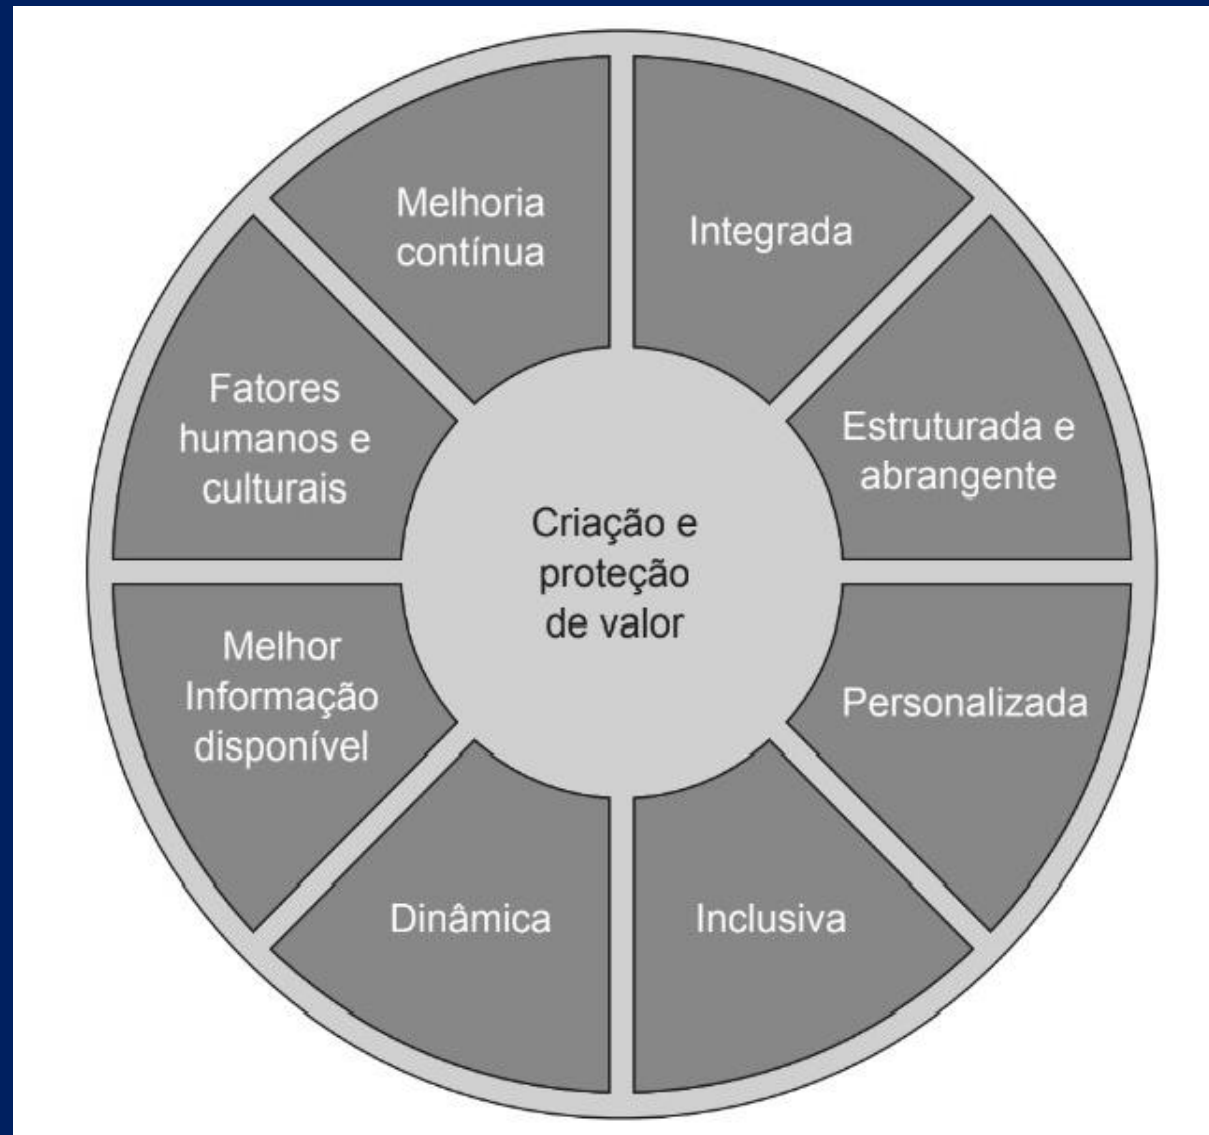 Melhoria
contínua
Integrada
Estruturada e
abrangente
Personalizada
Inclusiva
Dinâmica
Melhor
Informação
disponível
Fatores
humanos e
culturais
Criação e
proteção
de valor